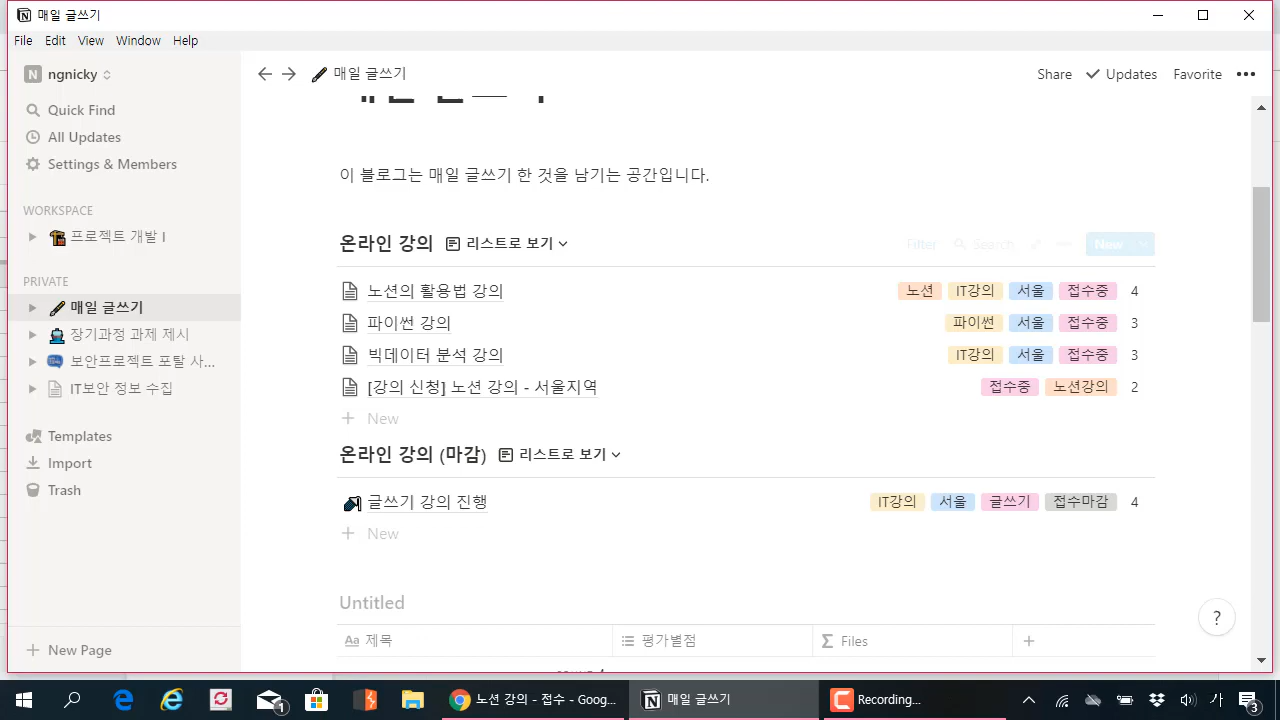 매일 글쓰기
File Edit View Window Help
N ngnicky
매일 글쓰기
Share Updates Favorite
Quick Find
All Updates
Settings & Members
WORKSPACE
프로젝트 개발 I
PRIVATE
매일 글쓰기
장기과정 과제 제시
보안프로젝트 포탈 사...
IT보안 정보 수집
Templates
Import
Trash
New Page
이 블로그는 매일 글쓰기 한 것을 남기는 공간입니다.
온라인 강의 리스트로 보기 Filter Search New
노션의 활용법 강의 노션 IT강의 서울 접수중 4
파이썬 강의 파이썬 서울 접수중 3
빅데이터 분석 강의 IT강의 서울 접수중 3
[강의 신청] 노션 강의 - 서울지역 접수중 노션강의 2
New
온라인 강의 (마감) 리스트로 보기
글쓰기 강의 진행 IT강의 서울 글쓰기 접수마감 4
New
Untitled
Aa 제목 평가별점 Files
?
노션 강의 - 접수 - Goog... 매일 글쓰기 Recording... 가 3
1